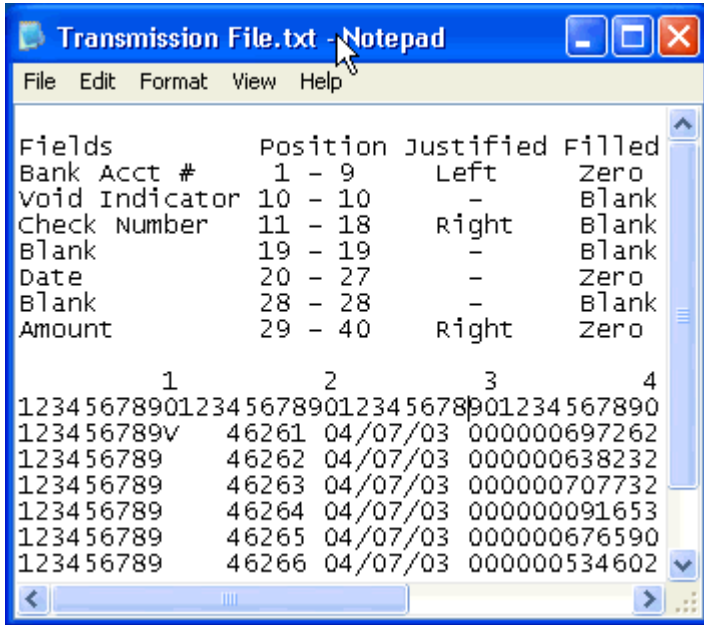 Transmission File.txt - Notepad
File Edit Format View Help
Fields Position Justified Filled
Bank Acct # 1 - 9 Left Zero
Void Indicator 10 - 10 - Blank
Check Number 11 - 18 Right Blank
Blank 19 - 19 - Blank
Date 20 - 27 - Zero
Blank 28 - 28 - Blank
Amount 29 - 40 Right Zero
1 2 3 4
1234567890123456789012345678901234567890
123456789V   46261 04/07/03 000000697262
123456789    46262 04/07/03 000000638232
123456789    46263 04/07/03 000000707732
123456789    46264 04/07/03 000000091653
123456789    46265 04/07/03 000000676590
123456789    46266 04/07/03 000000534602